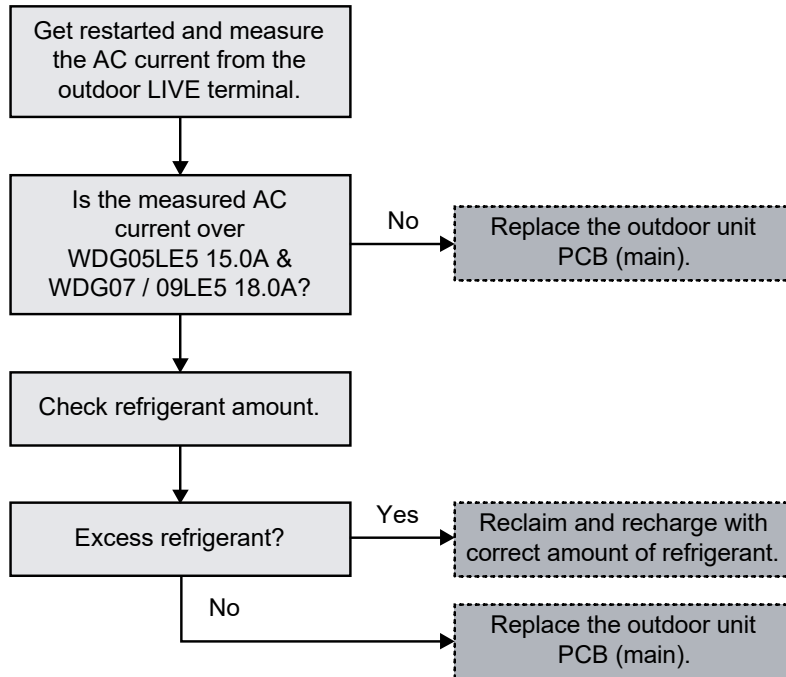 Get restarted and measure
the AC current from the
outdoor LIVE terminal.
Is the measured AC
current over
WDG05LE5 15.0A &
WDG07 / 09LE5 18.0A?
No
Replace the outdoor unit
PCB (main).
Check refrigerant amount.
Excess refrigerant?
Yes
Reclaim and recharge with
correct amount of refrigerant.
No
Replace the outdoor unit
PCB (main).